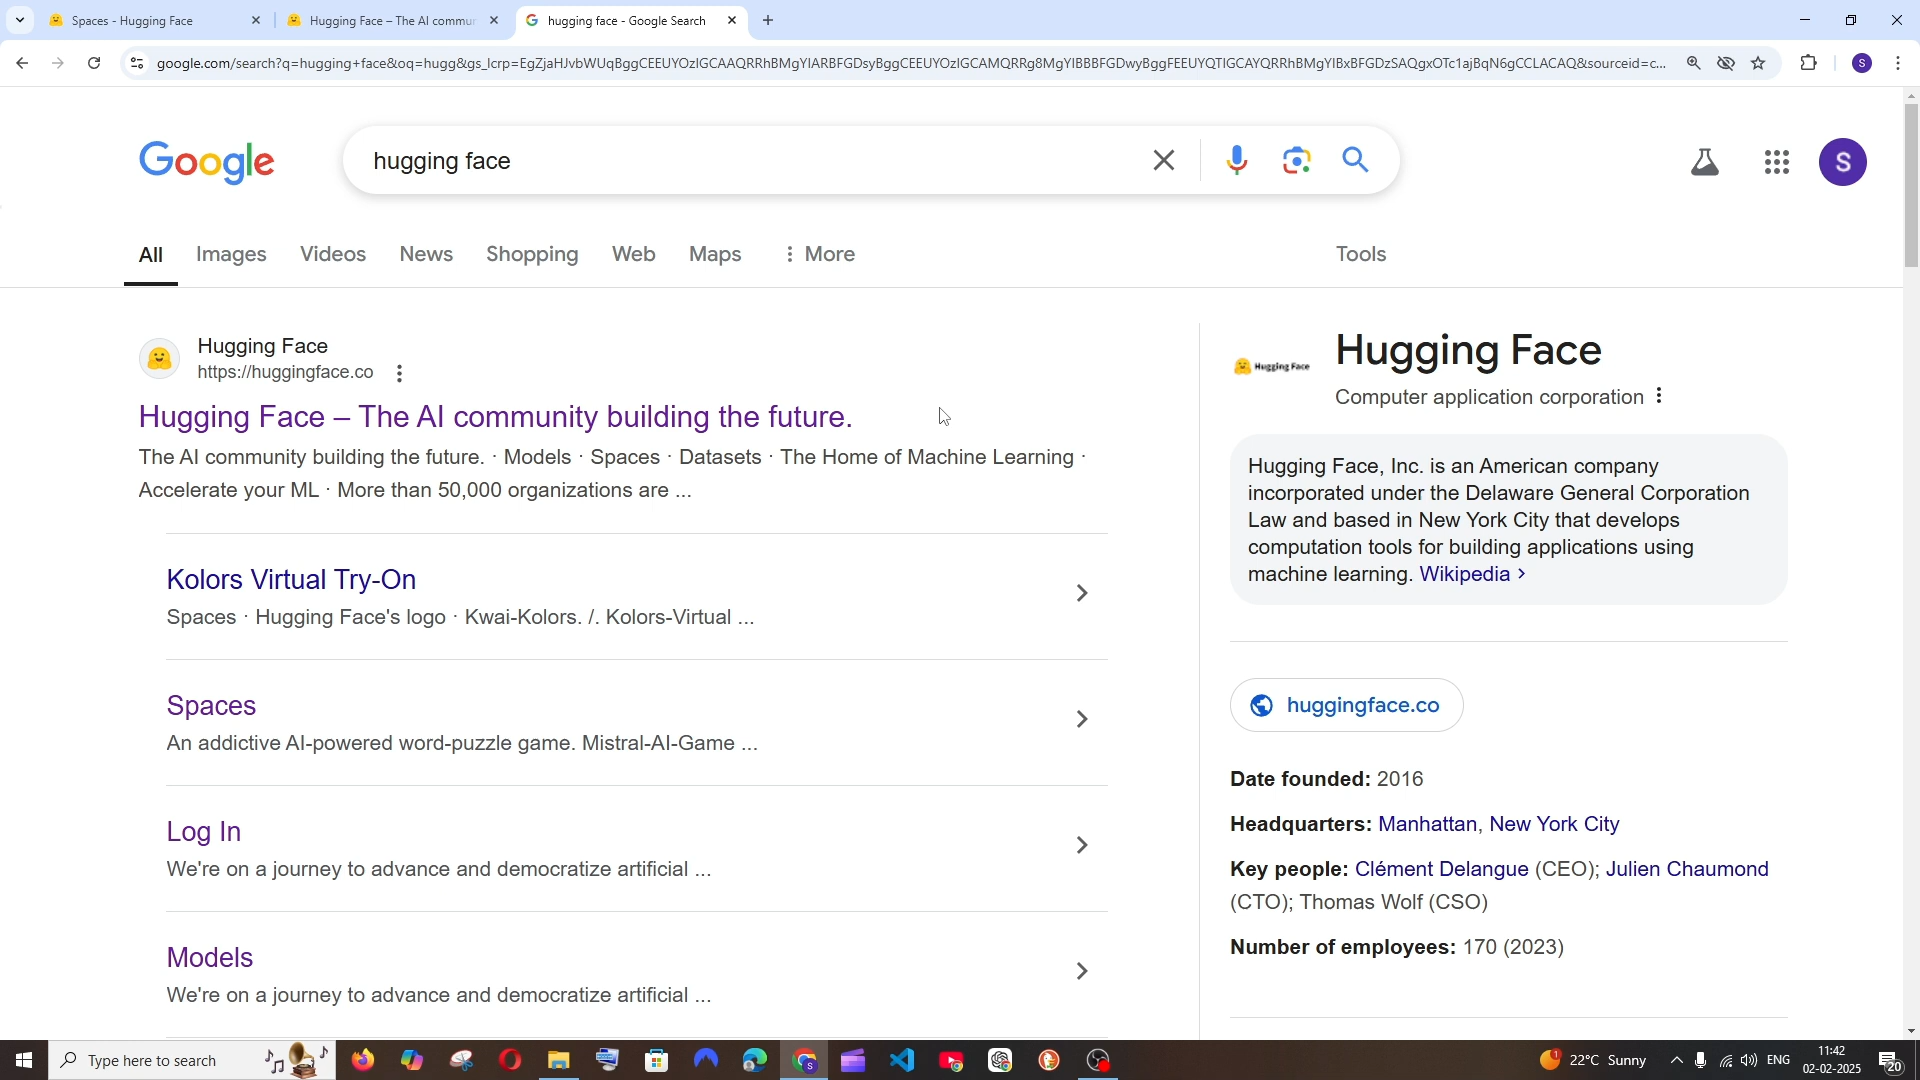 Spaces - Hugging Face
Hugging Face – The AI commu
hugging face - Google Search
google.com/search?q=hugging+face&oq=hugg&gs_lcrp=EgZjaHJvbWUqBggCEEUYOzIGCAAQRRhBMgYIARBFGDsyBggCEEUYOzIGCAMQRRg8MgYIBBBFGDwyBggFEEUYQTIGCAYQRRhBMgYIBxBFGDzSAQgxOTc1ajBqN6gCCLACAQ&sourceid=c...
S
Google
hugging face
S
All
Images
Videos
News
Shopping
Web
Maps
More
Tools
Hugging Face
https://huggingface.co
Hugging Face – The AI community building the future.
The AI community building the future. · Models · Spaces · Datasets · The Home of Machine Learning ·
Accelerate your ML · More than 50,000 organizations are ...
Kolors Virtual Try-On
Spaces · Hugging Face's logo · Kwai-Kolors. /. Kolors-Virtual ...
Spaces
An addictive AI-powered word-puzzle game. Mistral-AI-Game ...
Log In
We're on a journey to advance and democratize artificial ...
Models
We're on a journey to advance and democratize artificial ...
Hugging Face
Hugging Face
Computer application corporation
Hugging Face, Inc. is an American company
incorporated under the Delaware General Corporation
Law and based in New York City that develops
computation tools for building applications using
machine learning. Wikipedia
huggingface.co
Date founded: 2016
Headquarters: Manhattan, New York City
Key people: Clément Delangue (CEO); Julien Chaumond
(CTO); Thomas Wolf (CSO)
Number of employees: 170 (2023)
Type here to search
1
22°C Sunny
ENG
11:42
02-02-2025
20